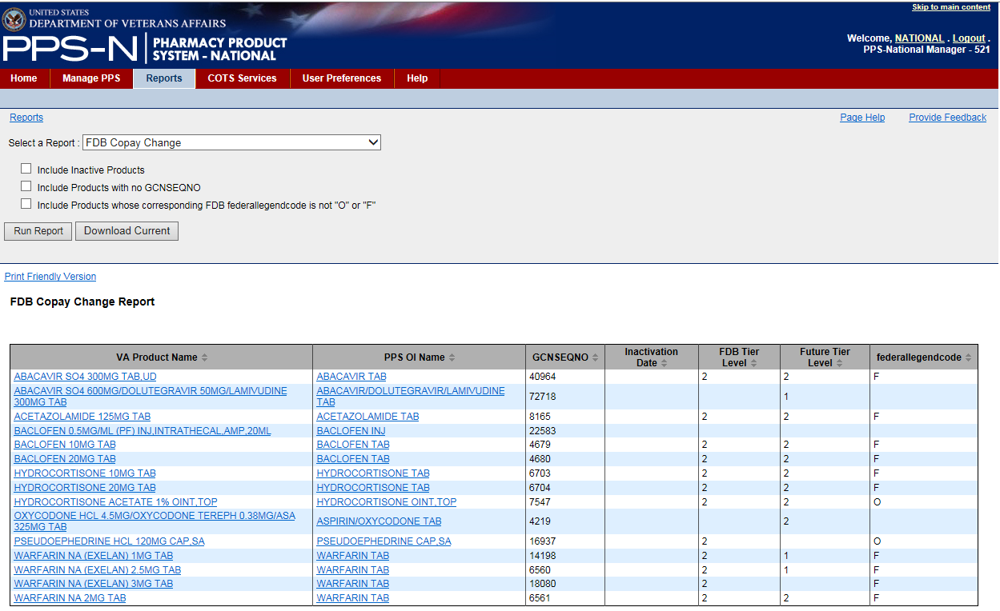 Skip to main content
UNITED STATES
DEPARTMENT OF VETERANS AFFAIRS
PPS-N PHARMACY PRODUCT
SYSTEM - NATIONAL
Welcome, NATIONAL . Logout .
PPS-National Manager - 521
Home Manage PPS Reports COTS Services User Preferences Help
Reports Page Help Provide Feedback
Select a Report : FDB Copay Change
Include Inactive Products
Include Products with no GCNSEQNO
Include Products whose corresponding FDB federallegendcode is not "O" or "F"
Run Report Download Current
Print Friendly Version
FDB Copay Change Report
VA Product Name PPS OI Name GCNSEQNO Inactivation Date FDB Tier Level Future Tier Level federallegendcode
ABACAVIR SO4 300MG TAB,UD ABACAVIR TAB 40964 2 2 F
ABACAVIR SO4 600MG/DOLUTEGRAVIR 50MG/LAMIVUDINE 300MG TAB ABACAVIR/DOLUTEGRAVIR/LAMIVUDINE TAB 72718 1
ACETAZOLAMIDE 125MG TAB ACETAZOLAMIDE TAB 8165 2 2 F
BACLOFEN 0.5MG/ML (PF) INJ,INTRATHECAL,AMP,20ML BACLOFEN INJ 22583
BACLOFEN 10MG TAB BACLOFEN TAB 4679 2 2 F
BACLOFEN 20MG TAB BACLOFEN TAB 4680 2 2 F
HYDROCORTISONE 10MG TAB HYDROCORTISONE TAB 6703 2 2 F
HYDROCORTISONE 20MG TAB HYDROCORTISONE TAB 6704 2 2 F
HYDROCORTISONE ACETATE 1% OINT,TOP HYDROCORTISONE OINT,TOP 7547 2 2 O
OXYCODONE HCL 4.5MG/OXYCODONE TEREPH 0.38MG/ASA 325MG TAB ASPIRIN/OXYCODONE TAB 4219 2
PSEUDOEPHEDRINE HCL 120MG CAP,SA PSEUDOEPHEDRINE CAP,SA 16937 2 O
WARFARIN NA (EXELAN) 1MG TAB WARFARIN TAB 14198 2 1 F
WARFARIN NA (EXELAN) 2.5MG TAB WARFARIN TAB 6560 2 1 F
WARFARIN NA (EXELAN) 3MG TAB WARFARIN TAB 18080 2 F
WARFARIN NA 2MG TAB WARFARIN TAB 6561 2 2 F